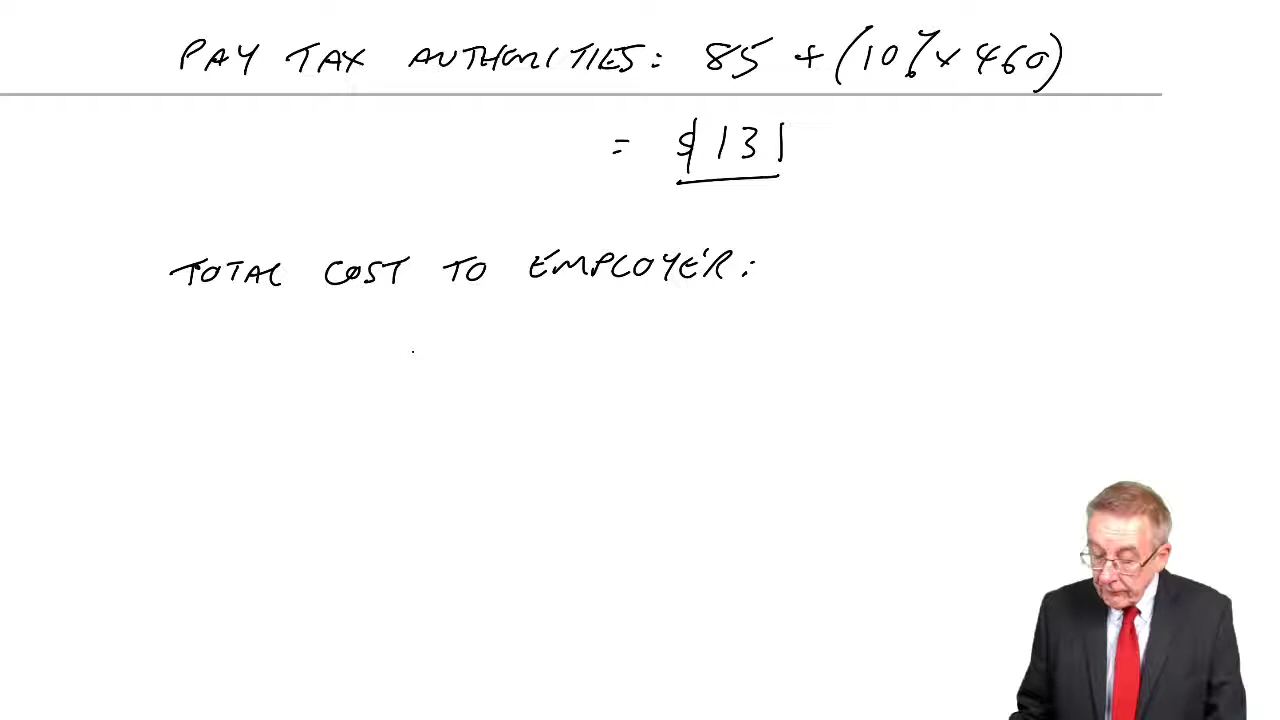 PAY TAX AUTHORITIES: 85 + (10% × 460)
= $131
TOTAL COST TO EMPLOYER: